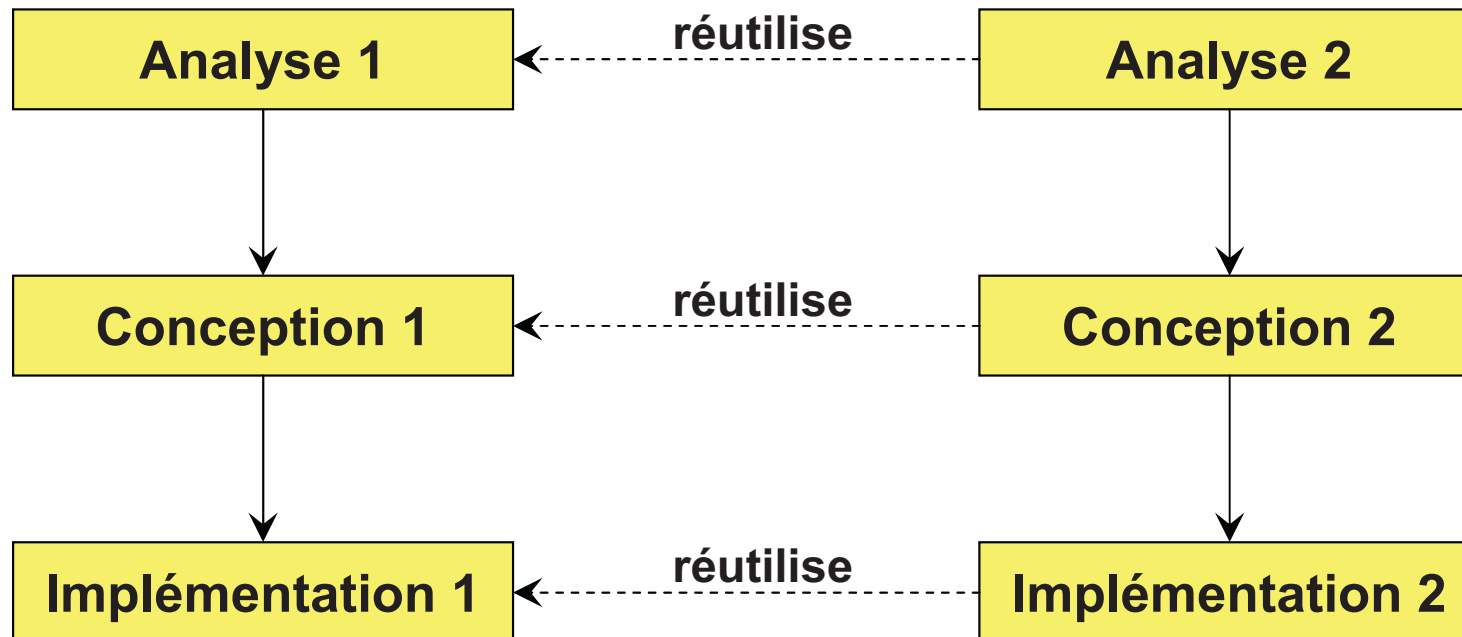 réutilise
Analyse 1
Analyse 2
réutilise
Conception 1
Conception 2
réutilise
Implémentation 1
Implémentation 2